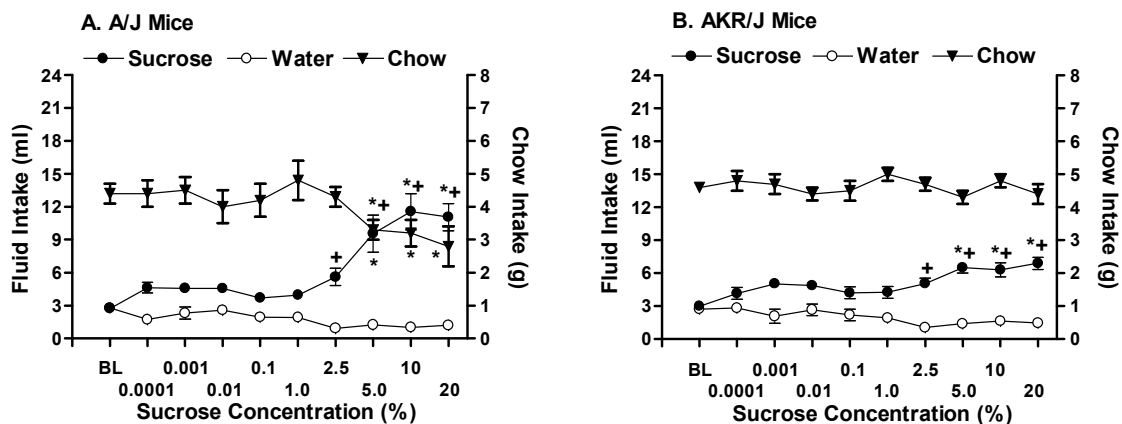 A. A/J Mice
Sucrose Water Chow
24 8
21 7
18 6
15 5
12 4
9 3
6 2
3 1
0 0
Fluid Intake (ml)
Chow Intake (g)
*+ *+ *+
+ * * *
BL 0.001 0.1 2.5 10
0.0001 0.01 1.0 5.0 20
Sucrose Concentration (%)
B. AKR/J Mice
Sucrose Water Chow
24 8
21 7
18 6
15 5
12 4
9 3
6 2
3 1
0 0
Fluid Intake (ml)
Chow Intake (g)
+ *+ *+ *+
BL 0.001 0.1 2.5 10
0.0001 0.01 1.0 5.0 20
Sucrose Concentration (%)